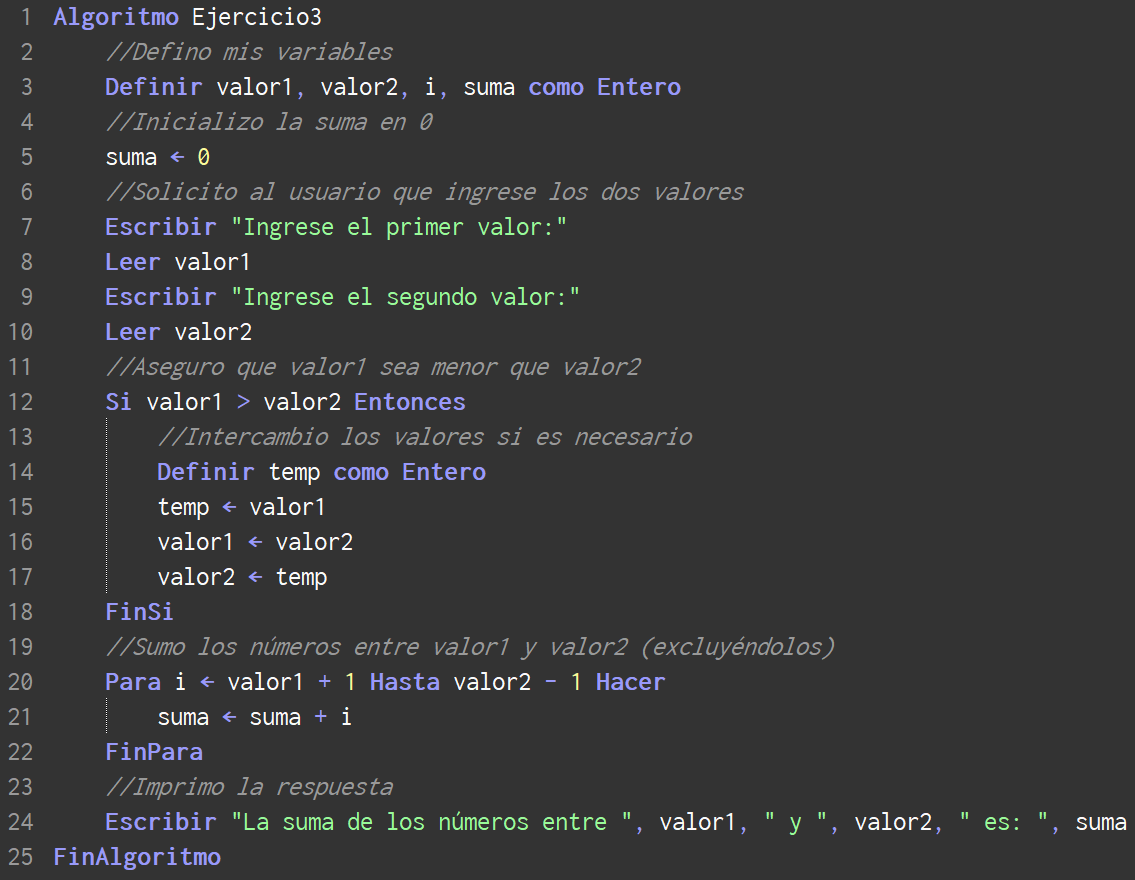 1 Algoritmo Ejercicio3
2 //Defino mis variables
3 Definir valor1, valor2, i, suma como Entero
4 //Inicializo la suma en 0
5 suma ← 0
6 //Solicito al usuario que ingrese los dos valores
7 Escribir "Ingrese el primer valor:"
8 Leer valor1
9 Escribir "Ingrese el segundo valor:"
10 Leer valor2
11 //Aseguro que valor1 sea menor que valor2
12 Si valor1 > valor2 Entonces
13 //Intercambio los valores si es necesario
14 Definir temp como Entero
15 temp ← valor1
16 valor1 ← valor2
17 valor2 ← temp
18 FinSi
19 //Sumo los números entre valor1 y valor2 (excluyéndolos)
20 Para i ← valor1 + 1 Hasta valor2 - 1 Hacer
21 suma ← suma + i
22 FinPara
23 //Imprimo la respuesta
24 Escribir "La suma de los números entre ", valor1, " y ", valor2, " es: ", suma
25 FinAlgoritmo